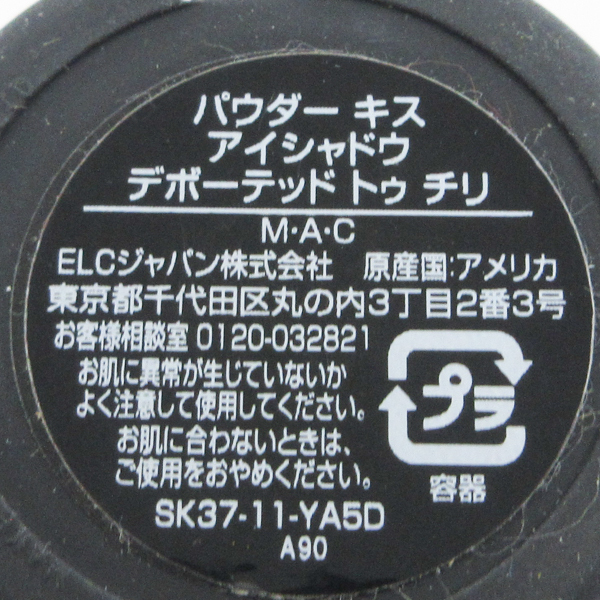 パウダー キス
アイシャドウ
デボーテッド トゥ チリ
M・A・C
ELCジャパン株式会社 原産国:アメリカ
東京都千代田区丸の内3丁目2番3号
お客様相談室 0120-032821
お肌に異常が生じていないか
よく注意して使用してください。
お肌に合わないときは、
ご使用をおやめください。
プラ
容器
SK37-11-YA5D
A90